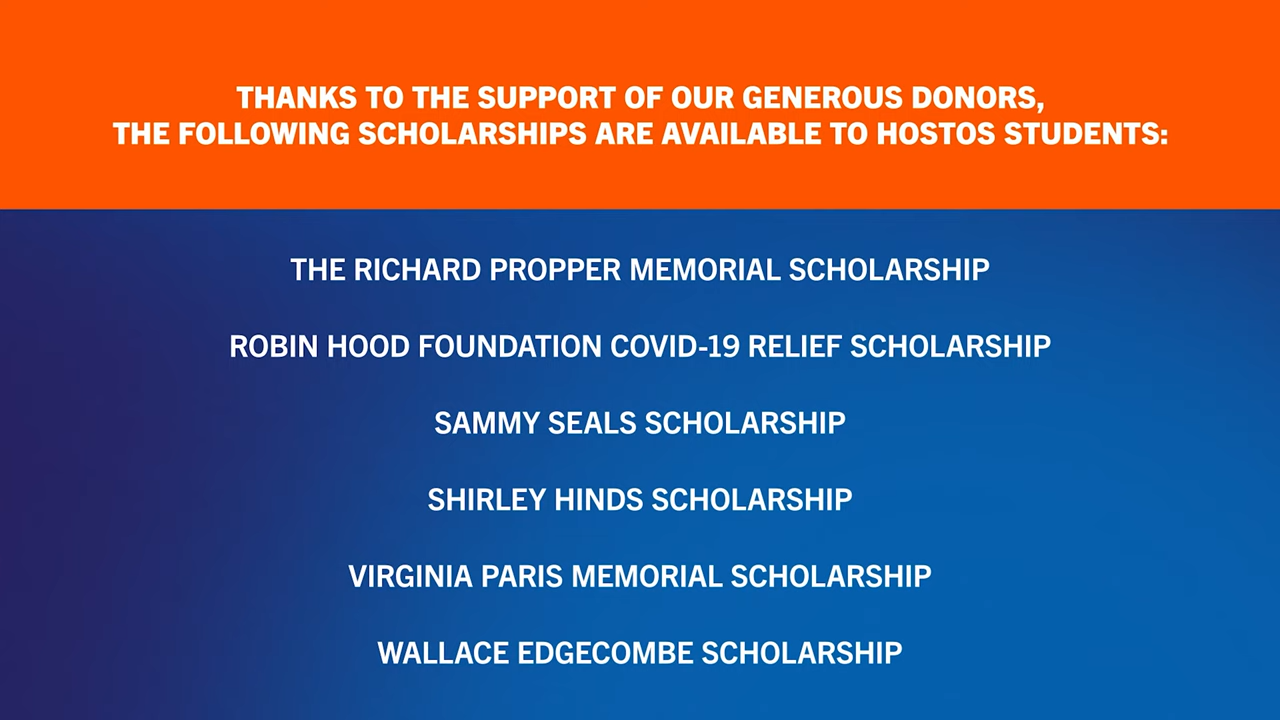 THANKS TO THE SUPPORT OF OUR GENEROUS DONORS,
THE FOLLOWING SCHOLARSHIPS ARE AVAILABLE TO HOSTOS STUDENTS:
THE RICHARD PROPPER MEMORIAL SCHOLARSHIP
ROBIN HOOD FOUNDATION COVID-19 RELIEF SCHOLARSHIP
SAMMY SEALS SCHOLARSHIP
SHIRLEY HINDS SCHOLARSHIP
VIRGINIA PARIS MEMORIAL SCHOLARSHIP
WALLACE EDGECOMBE SCHOLARSHIP